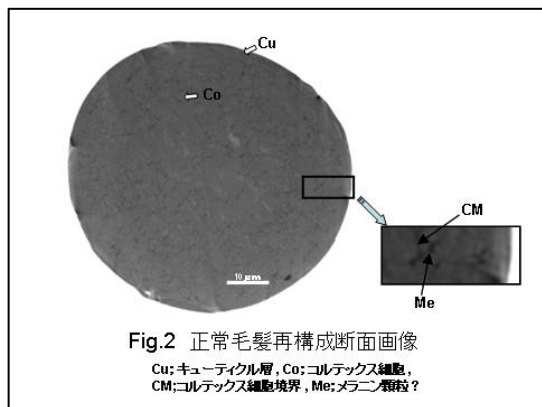 Cu
Co
10 μm
CM
Me
Fig.2 正常毛髪再構成断面画像
Cu;キューティクル層, Co;コルテックス細胞,
CM;コルテックス細胞境界, Me;メラニン顆粒?